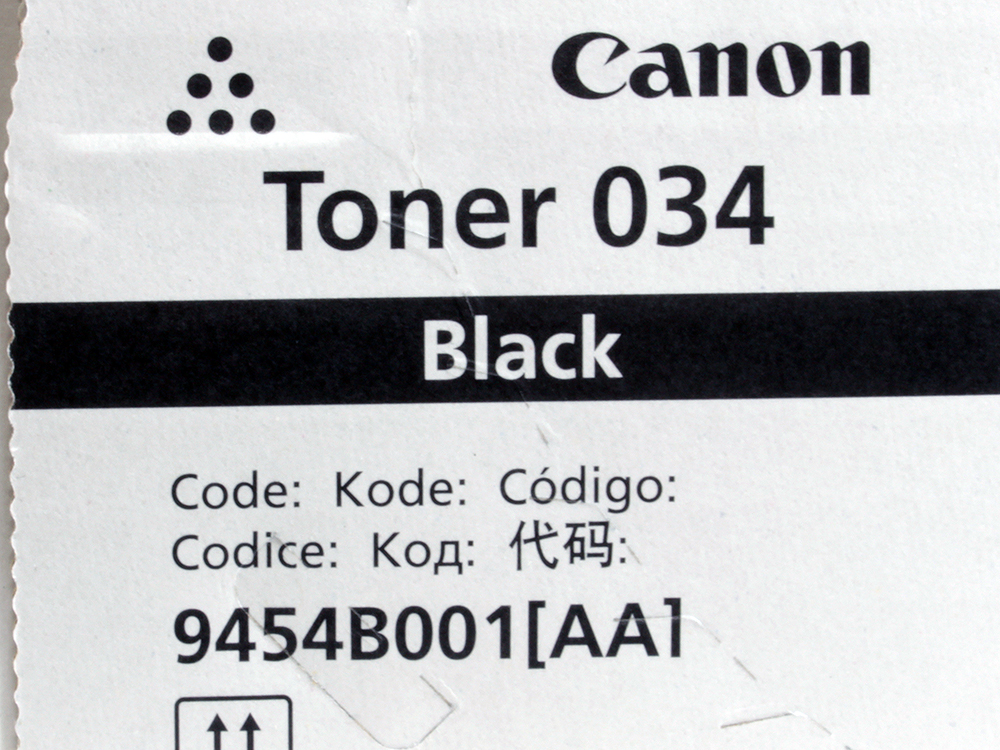 Canon
Toner 034
Black
Code: Kode: Código:
Codice: Код: 代码:
9454B001[AA]